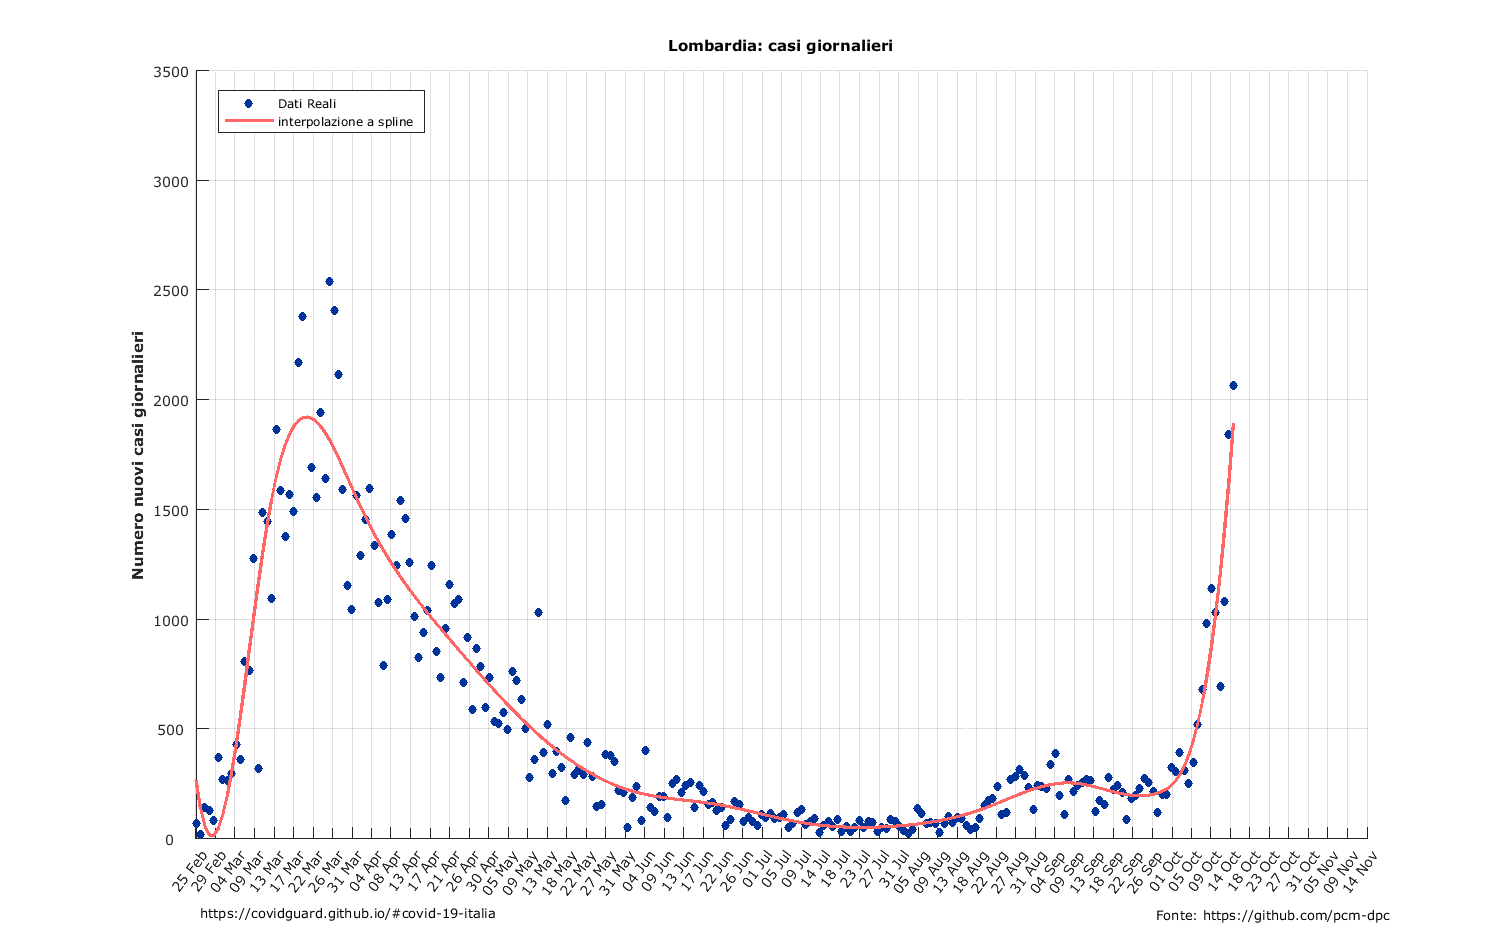 Lombardia: casi giornalieri
3500
3000
2500
2000
1500
1000
500
0
Dati Reali
interpolazione a spline
Numero nuovi casi giornalieri
25 Feb
29 Feb
04 Mar
09 Mar
13 Mar
17 Mar
22 Mar
26 Mar
31 Mar
04 Apr
08 Apr
13 Apr
17 Apr
21 Apr
26 Apr
30 Apr
05 May
09 May
13 May
18 May
22 May
27 May
31 May
04 Jun
09 Jun
13 Jun
17 Jun
22 Jun
26 Jun
01 Jul
05 Jul
09 Jul
14 Jul
18 Jul
23 Jul
27 Jul
31 Jul
05 Aug
09 Aug
13 Aug
18 Aug
22 Aug
27 Aug
31 Aug
04 Sep
09 Sep
13 Sep
18 Sep
22 Sep
26 Sep
01 Oct
05 Oct
09 Oct
14 Oct
18 Oct
23 Oct
27 Oct
31 Oct
05 Nov
09 Nov
14 Nov
https://covidguard.github.io/#covid-19-italia
Fonte: https://github.com/pcm-dpc